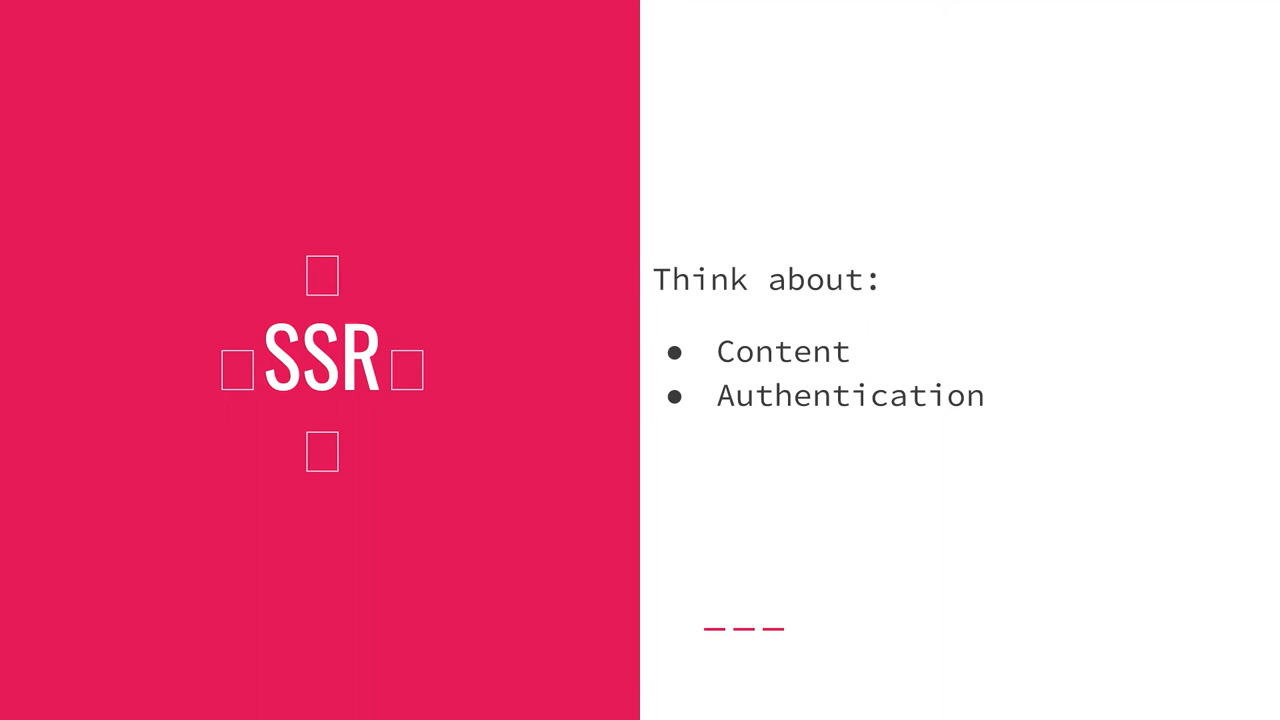 SSR
Think about:
● Content
● Authentication